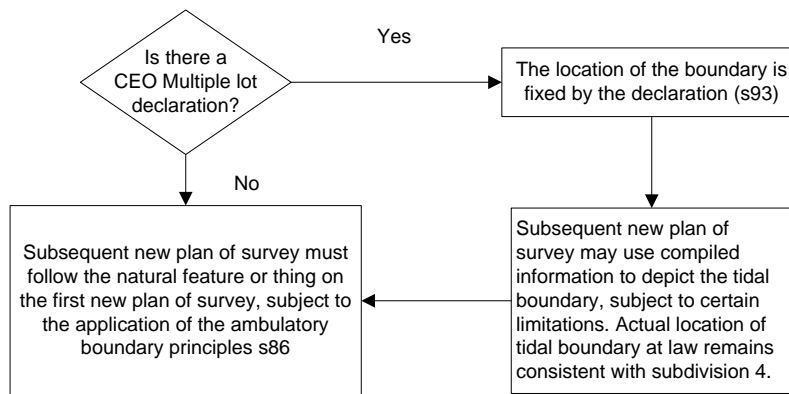 Is there a
CEO Multiple lot
declaration?
Yes
The location of the boundary is
fixed by the declaration (s93)
No
Subsequent new plan of survey must
follow the natural feature or thing on
the first new plan of survey, subject to
the application of the ambulatory
boundary principles s86
Subsequent new plan of
survey may use compiled
information to depict the tidal
boundary, subject to certain
limitations. Actual location of
tidal boundary at law remains
consistent with subdivision 4.